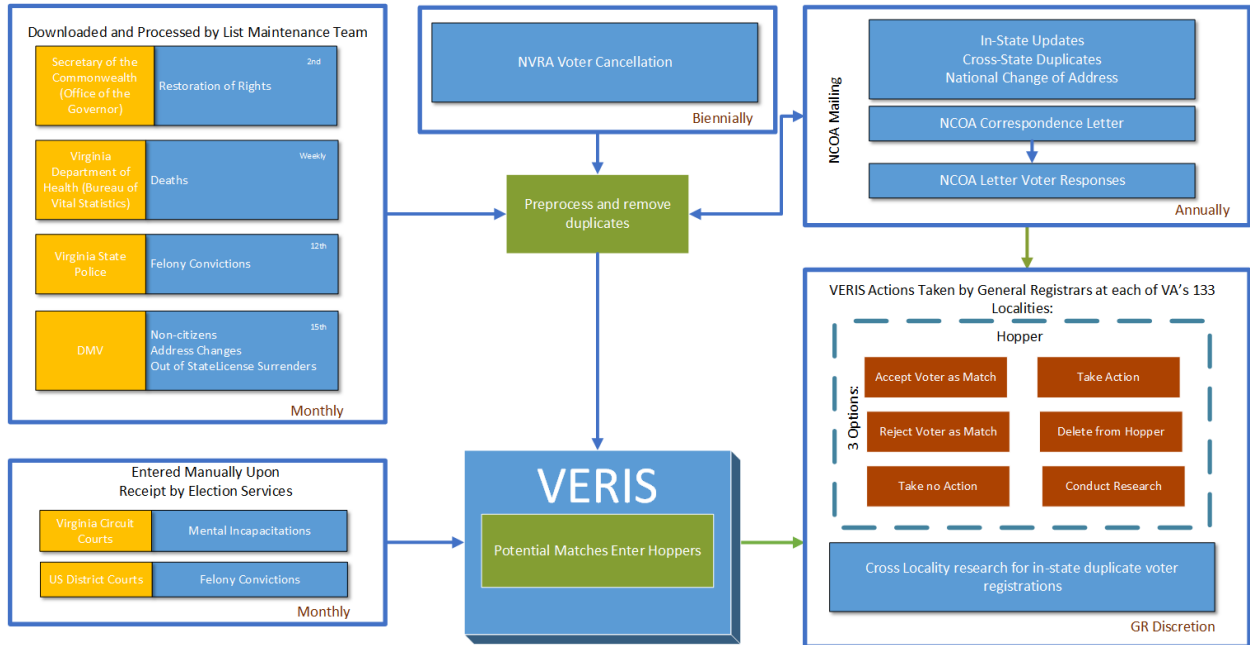 Downloaded and Processed by List Maintenance Team
Secretary of the
Commonwealth
(Office of the
Governor)
2nd
Restoration of Rights
Virginia
Department of
Health (Bureau of
Vital Statistics)
Weekly
Deaths
Virginia State
Police
12th
Felony Convictions
DMV
15th
Non-citizens
Address Changes
Out of StateLicense Surrenders
Monthly
Entered Manually Upon
Receipt by Election Services
Virginia Circuit
Courts
Mental Incapacitations
US District Courts
Felony Convictions
Monthly
NVRA Voter Cancellation
Biennially
Preprocess and remove
duplicates
VERIS
Potential Matches Enter Hoppers
NCOA Mailing
In-State Updates
Cross-State Duplicates
National Change of Address
NCOA Correspondence Letter
NCOA Letter Voter Responses
Annually
VERIS Actions Taken by General Registrars at each of VA's 133
Localities:
Hopper
3 Options:
Accept Voter as Match
Take Action
Reject Voter as Match
Delete from Hopper
Take no Action
Conduct Research
Cross Locality research for in-state duplicate voter
registrations
GR Discretion